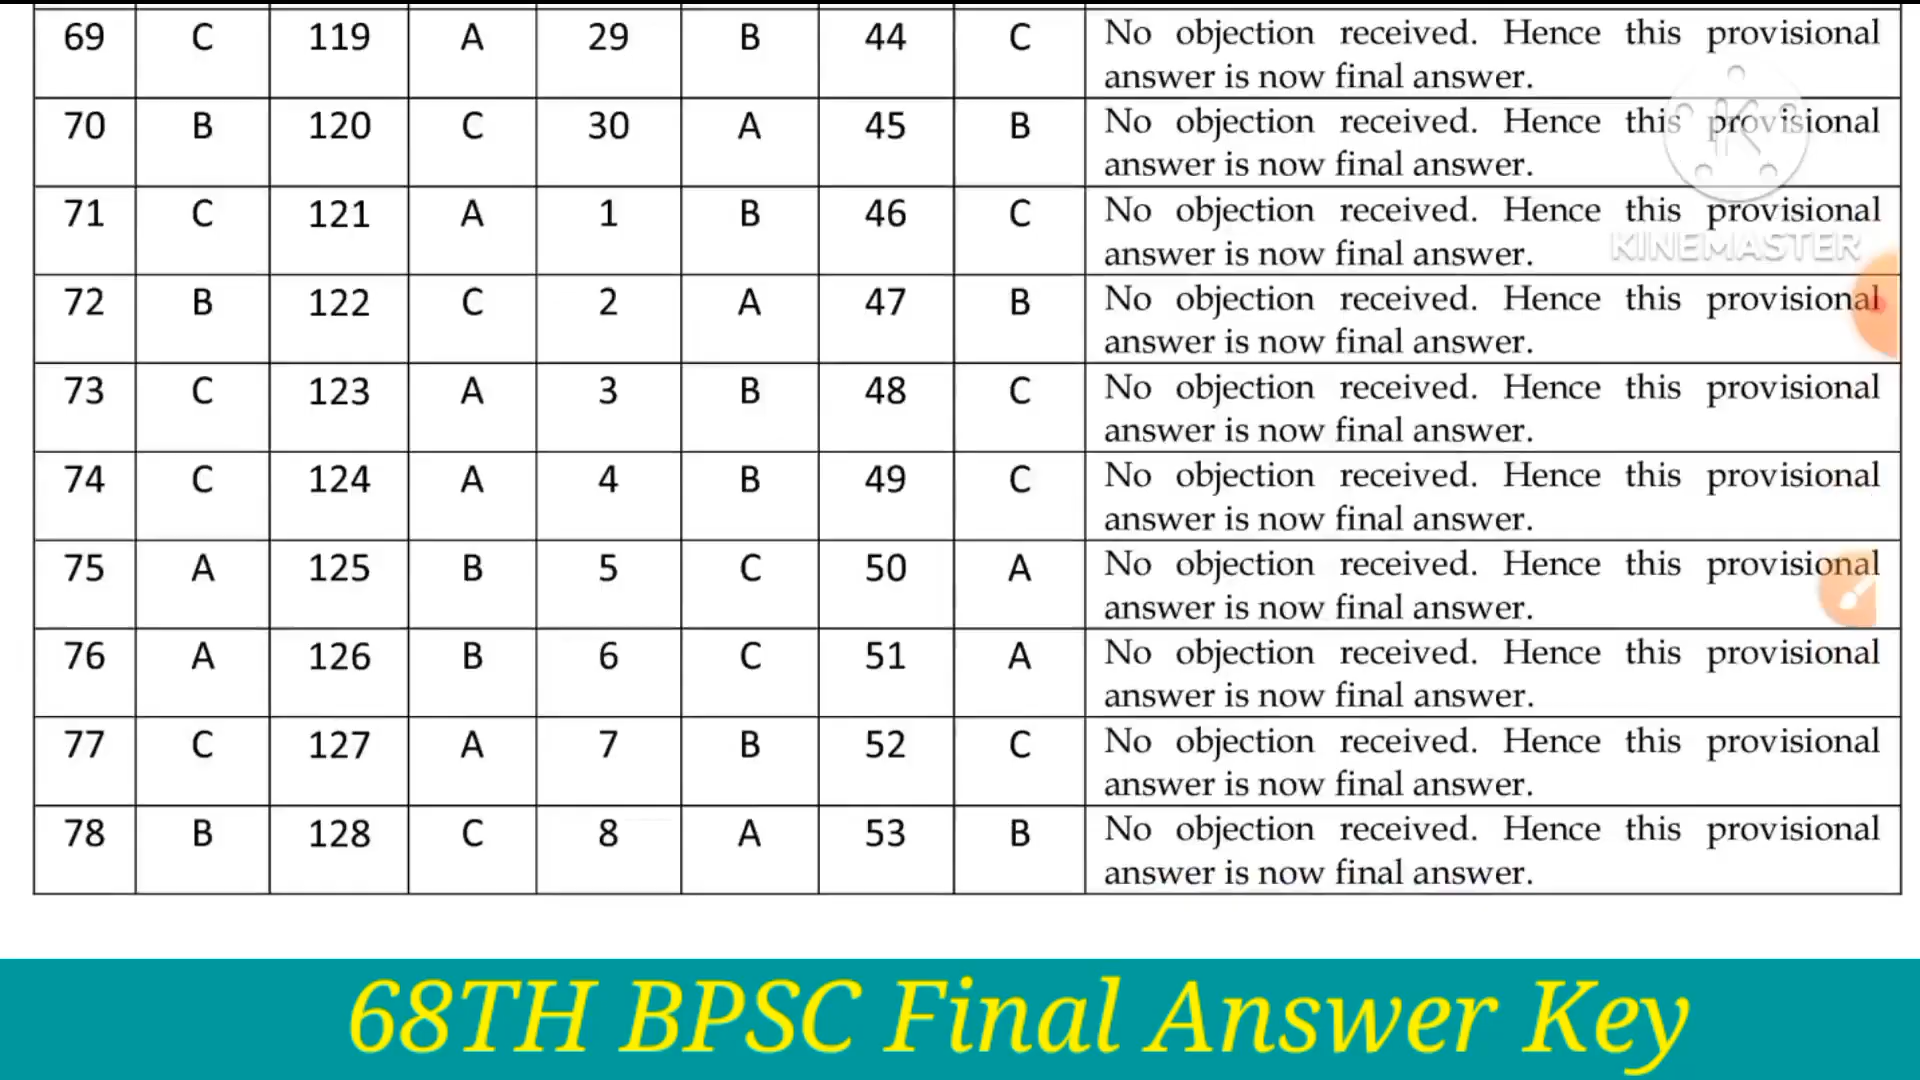 69 C 119 A 29 B 44 C No objection received. Hence this provisional
answer is now final answer.
70 B 120 C 30 A 45 B No objection received. Hence this provisional
answer is now final answer.
71 C 121 A 1 B 46 C No objection received. Hence this provisional
answer is now final answer.
KINEMASTER
72 B 122 C 2 A 47 B No objection received. Hence this provisional
answer is now final answer.
73 C 123 A 3 B 48 C No objection received. Hence this provisional
answer is now final answer.
74 C 124 A 4 B 49 C No objection received. Hence this provisional
answer is now final answer.
75 A 125 B 5 C 50 A No objection received. Hence this provisional
answer is now final answer.
76 A 126 B 6 C 51 A No objection received. Hence this provisional
answer is now final answer.
77 C 127 A 7 B 52 C No objection received. Hence this provisional
answer is now final answer.
78 B 128 C 8 A 53 B No objection received. Hence this provisional
answer is now final answer.
68TH BPSC Final Answer Key